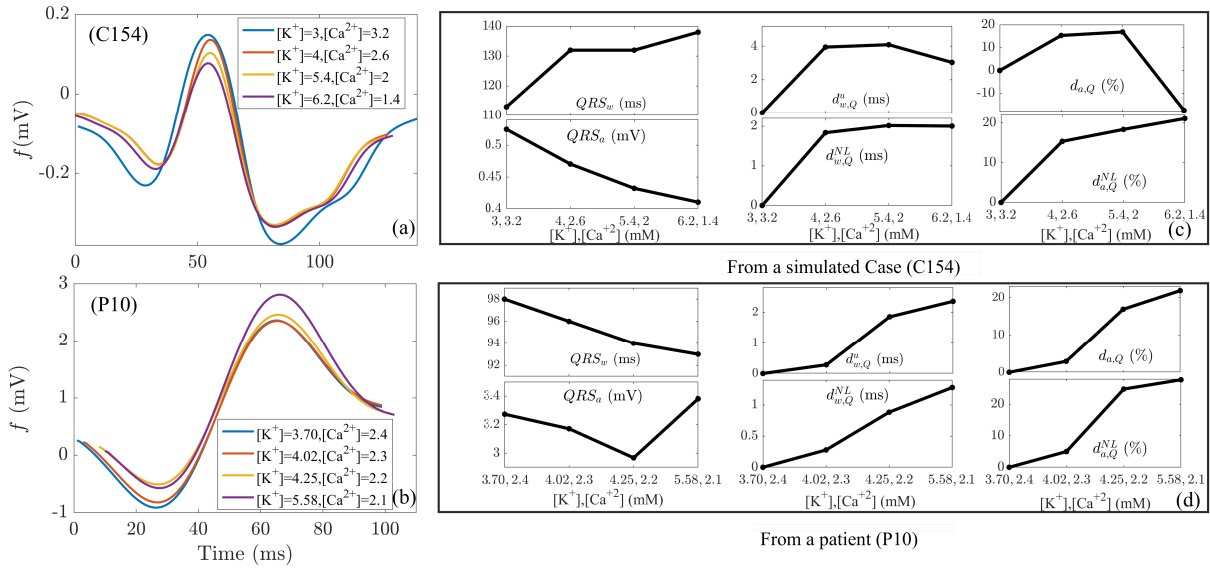 (C154)
[K+]=3,[Ca2+]=3.2
[K+]=4,[Ca2+]=2.6
[K+]=5.4,[Ca2+]=2
[K+]=6.2,[Ca2+]=1.4
0.2
0
-0.2
f (mV)
0 50 100
(a)
(P10)
[K+]=3.70,[Ca2+]=2.4
[K+]=4.02,[Ca2+]=2.3
[K+]=4.25,[Ca2+]=2.2
[K+]=5.58,[Ca2+]=2.1
3
2
1
0
-1
f (mV)
0 20 40 60 80 100
Time (ms)
(b)
130
120
110
QRSw (ms)
0.5
0.45
0.4
QRSa (mV)
3, 3.2 4, 2.6 5.4, 2 6.2, 1.4
[K+],[Ca+2] (mM)
4
2
0
d^u_w,Q (ms)
2
1
0
d^NL_w,Q (ms)
3, 3.2 4, 2.6 5.4, 2 6.2, 1.4
[K+],[Ca+2] (mM)
20
10
0
-10
d_a,Q (%)
20
10
0
d^NL_a,Q (%)
3, 3.2 4, 2.6 5.4, 2 6.2, 1.4
[K+],[Ca+2] (mM)
(c)
From a simulated Case (C154)
98
96
94
92
QRSw (ms)
3.4
3.2
3
QRSa (mV)
3.70, 2.4 4.02, 2.3 4.25, 2.2 5.58, 2.1
[K+],[Ca+2] (mM)
2
1
0
d^u_w,Q (ms)
1
0.5
0
d^NL_w,Q (ms)
3.70, 2.4 4.02, 2.3 4.25, 2.2 5.58, 2.1
[K+],[Ca+2] (mM)
20
10
0
d_a,Q (%)
20
10
0
d^NL_a,Q (%)
3.70, 2.4 4.02, 2.3 4.25, 2.2 5.58, 2.1
[K+],[Ca+2] (mM)
(d)
From a patient (P10)